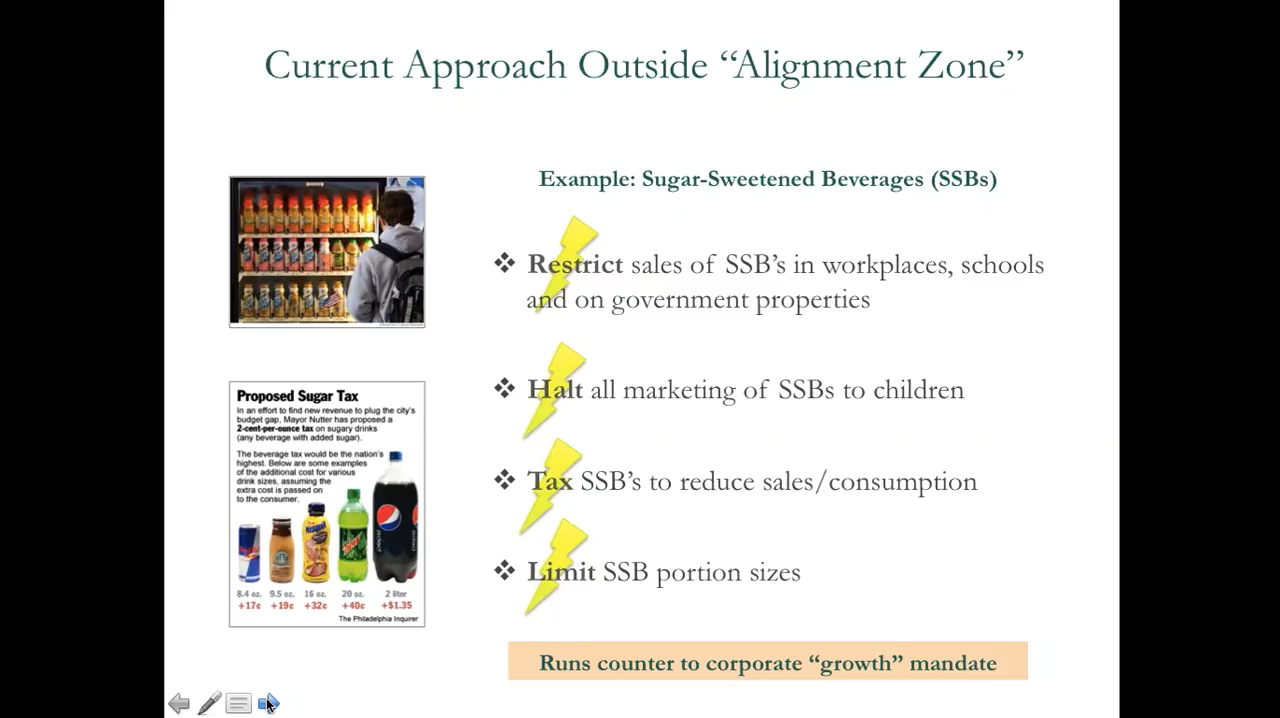 Current Approach Outside “Alignment Zone”
Example: Sugar-Sweetened Beverages (SSBs)
❖ Restrict sales of SSB’s in workplaces, schools
and on government properties
❖ Halt all marketing of SSBs to children
❖ Tax SSB’s to reduce sales/consumption
❖ Limit SSB portion sizes
Runs counter to corporate “growth” mandate
Proposed Sugar Tax
In an effort to find new revenue to plug the city’s
budget gap, Mayor Nutter has proposed a
2-cent-per-ounce tax on sugary drinks
(any beverage with added sugar).
The beverage tax would be the nation’s
highest. Below are some examples
of the additional cost for various
drink sizes, assuming the
extra cost is passed on
to the consumer.
8.4 oz. 9.5 oz. 16 oz. 20 oz. 2 liter
+17¢ +19¢ +32¢ +40¢ +$1.35
The Philadelphia Inquirer